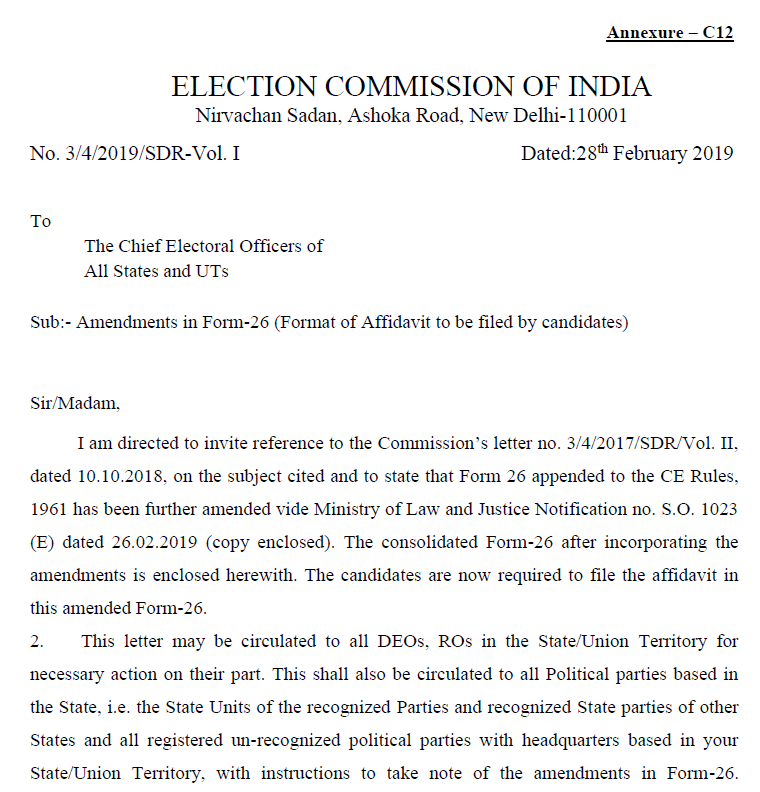 Annexure – C12
ELECTION COMMISSION OF INDIA
Nirvachan Sadan, Ashoka Road, New Delhi-110001
No. 3/4/2019/SDR-Vol. I Dated:28th February 2019
To
The Chief Electoral Officers of
All States and UTs
Sub:- Amendments in Form-26 (Format of Affidavit to be filed by candidates)
Sir/Madam,
I am directed to invite reference to the Commission's letter no. 3/4/2017/SDR/Vol. II,
dated 10.10.2018, on the subject cited and to state that Form 26 appended to the CE Rules,
1961 has been further amended vide Ministry of Law and Justice Notification no. S.O. 1023
(E) dated 26.02.2019 (copy enclosed). The consolidated Form-26 after incorporating the
amendments is enclosed herewith. The candidates are now required to file the affidavit in
this amended Form-26.
2. This letter may be circulated to all DEOs, ROs in the State/Union Territory for
necessary action on their part. This shall also be circulated to all Political parties based in
the State, i.e. the State Units of the recognized Parties and recognized State parties of other
States and all registered un-recognized political parties with headquarters based in your
State/Union Territory, with instructions to take note of the amendments in Form-26.